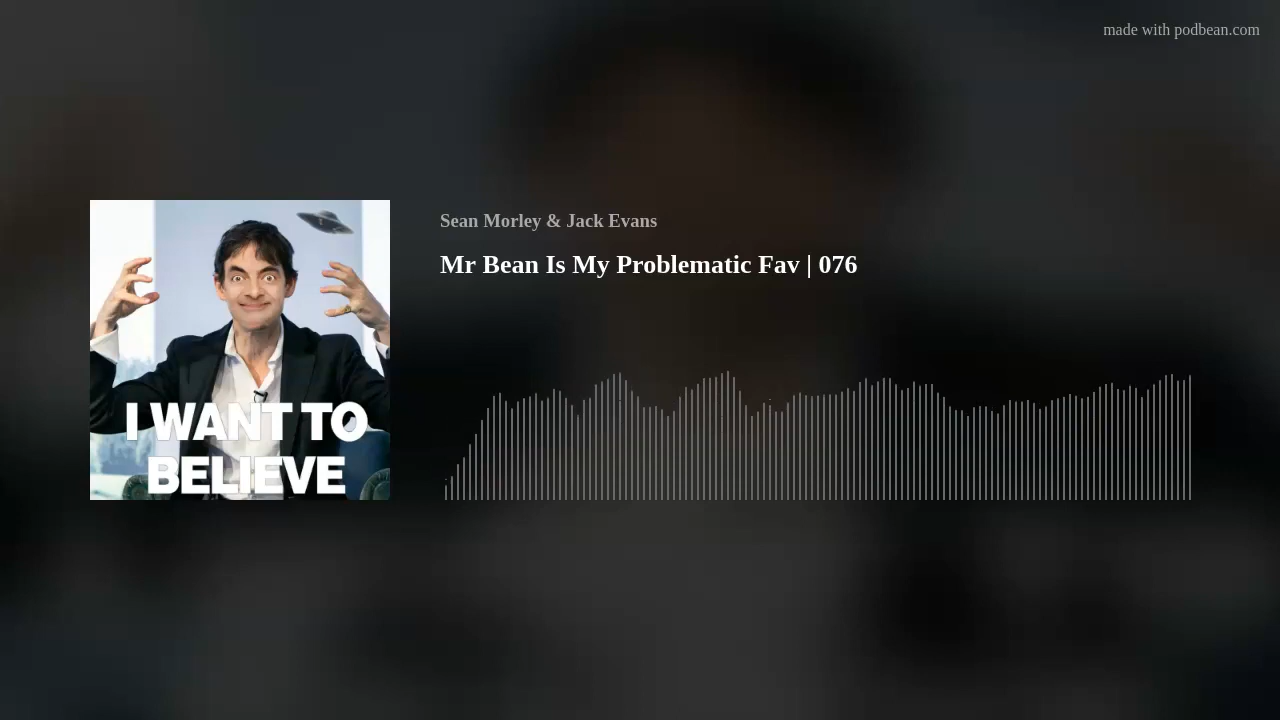 made with podbean.com
Sean Morley & Jack Evans
Mr Bean Is My Problematic Fav | 076
I WANT TO
BELIEVE